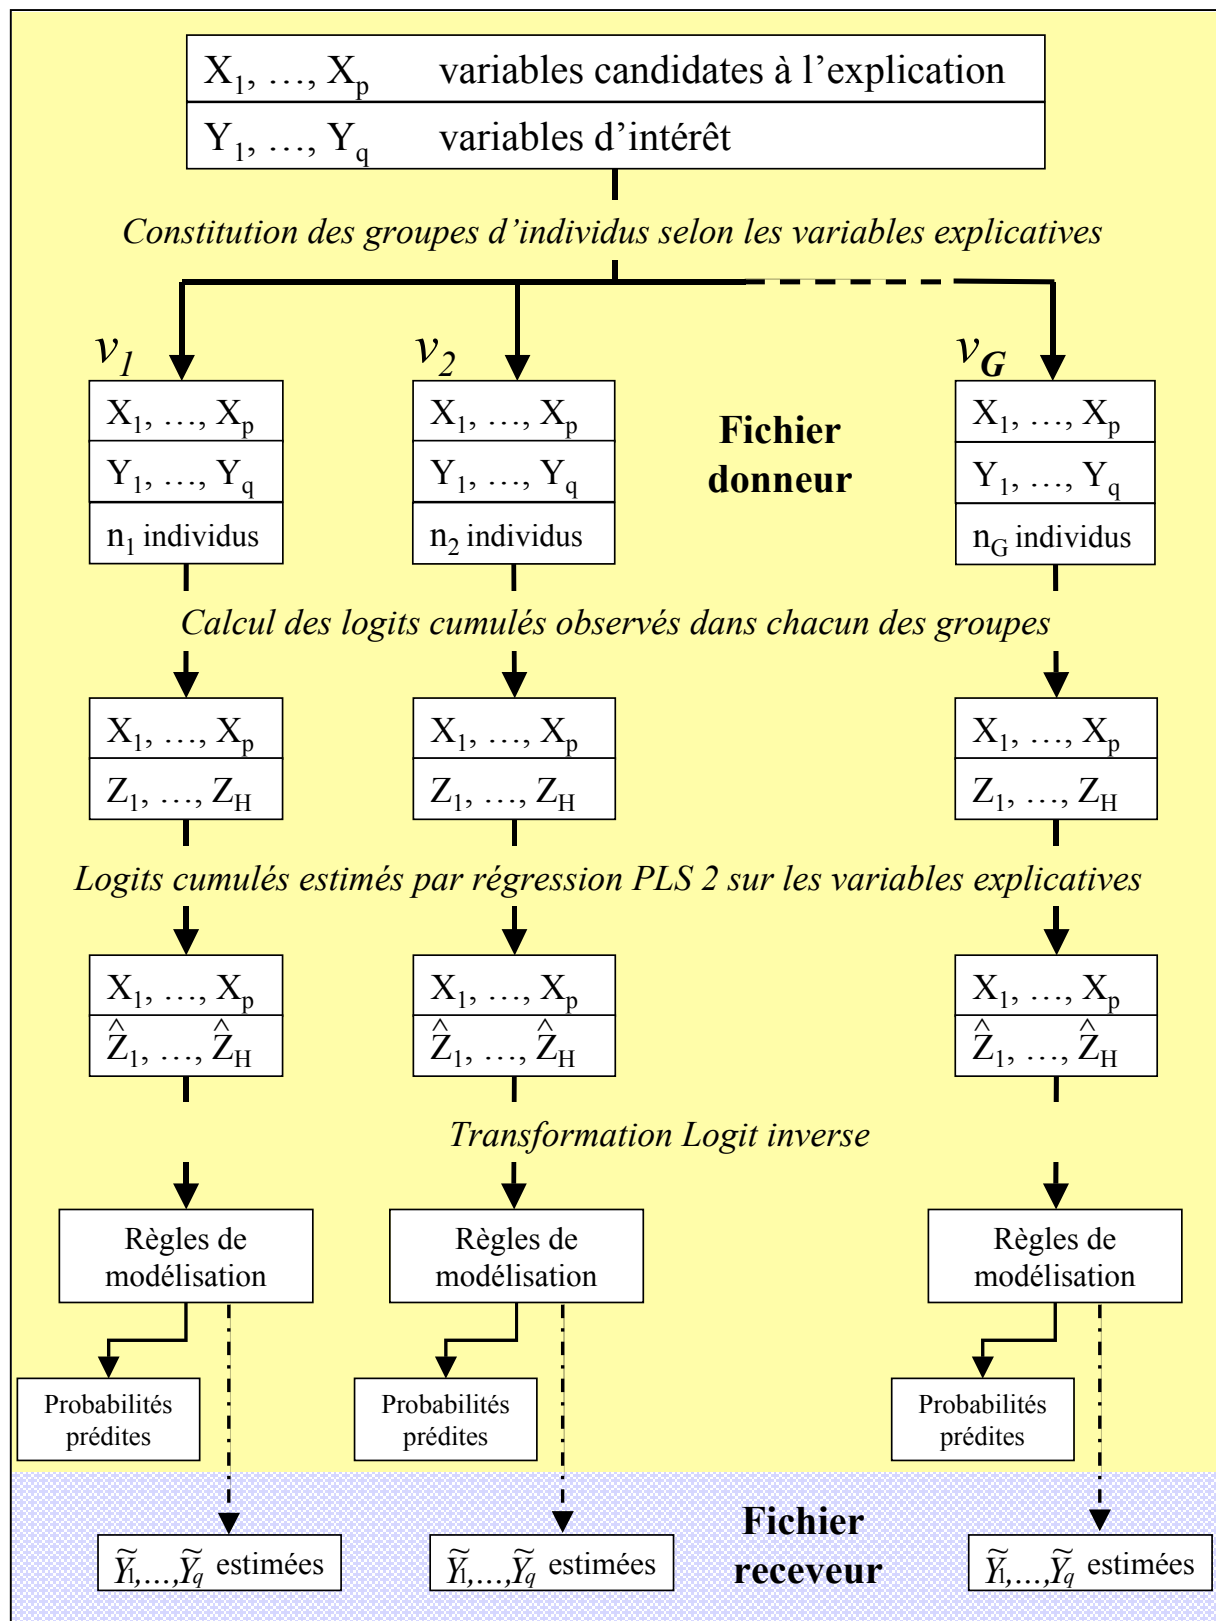 X1, …, Xp variables candidates à l’explication
Y1, …, Yq variables d’intérêt
Constitution des groupes d’individus selon les variables explicatives
v1 v2 vG
X1, …, Xp X1, …, Xp X1, …, Xp
Y1, …, Yq Y1, …, Yq Y1, …, Yq
n1 individus n2 individus nG individus
Fichier
donneur
Calcul des logits cumulés observés dans chacun des groupes
X1, …, Xp X1, …, Xp X1, …, Xp
Z1, …, ZH Z1, …, ZH Z1, …, ZH
Logits cumulés estimés par régression PLS 2 sur les variables explicatives
X1, …, Xp X1, …, Xp X1, …, Xp
Ẑ1, …, ẐH Ẑ1, …, ẐH Ẑ1, …, ẐH
Transformation Logit inverse
Règles de Règles de Règles de
modélisation modélisation modélisation
Probabilités Probabilités Probabilités
prédites prédites prédites
Fichier
receveur
Ỹ1,...,Ỹq estimées Ỹ1,...,Ỹq estimées Ỹ1,...,Ỹq estimées